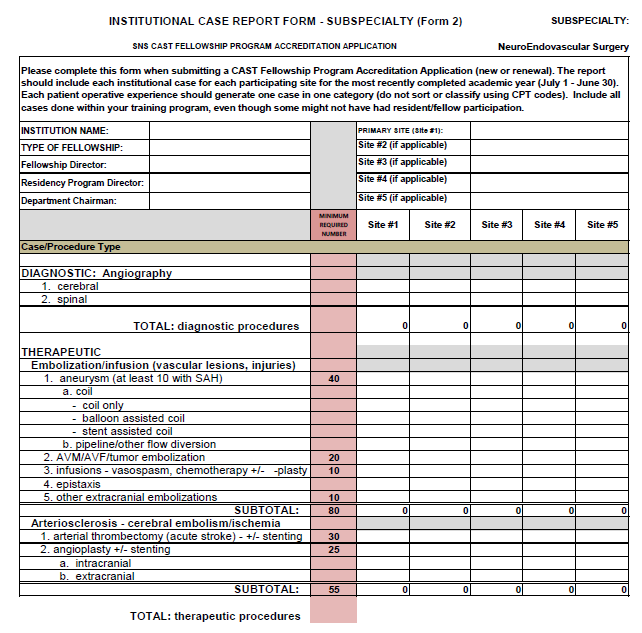 INSTITUTIONAL CASE REPORT FORM - SUBSPECIALTY (Form 2) SUBSPECIALTY:
SNS CAST FELLOWSHIP PROGRAM ACCREDITATION APPLICATION NeuroEndovascular Surgery
Please complete this form when submitting a CAST Fellowship Program Accreditation Application (new or renewal). The report
should include each institutional case for each participating site for the most recently completed academic year (July 1 - June 30).
Each patient operative experience should generate one case in one category (do not sort or classify using CPT codes). Include all
cases done within your training program, even though some might not have had resident/fellow participation.
INSTITUTION NAME: PRIMARY SITE (Site #1):
TYPE OF FELLOWSHIP: Site #2 (if applicable)
Fellowship Director: Site #3 (if applicable)
Residency Program Director: Site #4 (if applicable)
Department Chairman: Site #5 (if applicable)
MINIMUM
REQUIRED Site #1 Site #2 Site #3 Site #4 Site #5
NUMBER
Case/Procedure Type
DIAGNOSTIC: Angiography
1. cerebral
2. spinal
TOTAL: diagnostic procedures 0 0 0 0 0
THERAPEUTIC
Embolization/infusion (vascular lesions, injuries)
1. aneurysm (at least 10 with SAH) 40
a. coil
- coil only
- balloon assisted coil
- stent assisted coil
b. pipeline/other flow diversion
2. AVM/AVF/tumor embolization 20
3. infusions - vasospasm, chemotherapy +/- -plasty 10
4. epistaxis
5. other extracranial embolizations 10
SUBTOTAL: 80 0 0 0 0 0
Arteriosclerosis - cerebral embolism/ischemia
1. arterial thrombectomy (acute stroke) - +/- stenting 30
2. angioplasty +/- stenting 25
a. intracranial
b. extracranial
SUBTOTAL: 55 0 0 0 0 0
TOTAL: therapeutic procedures